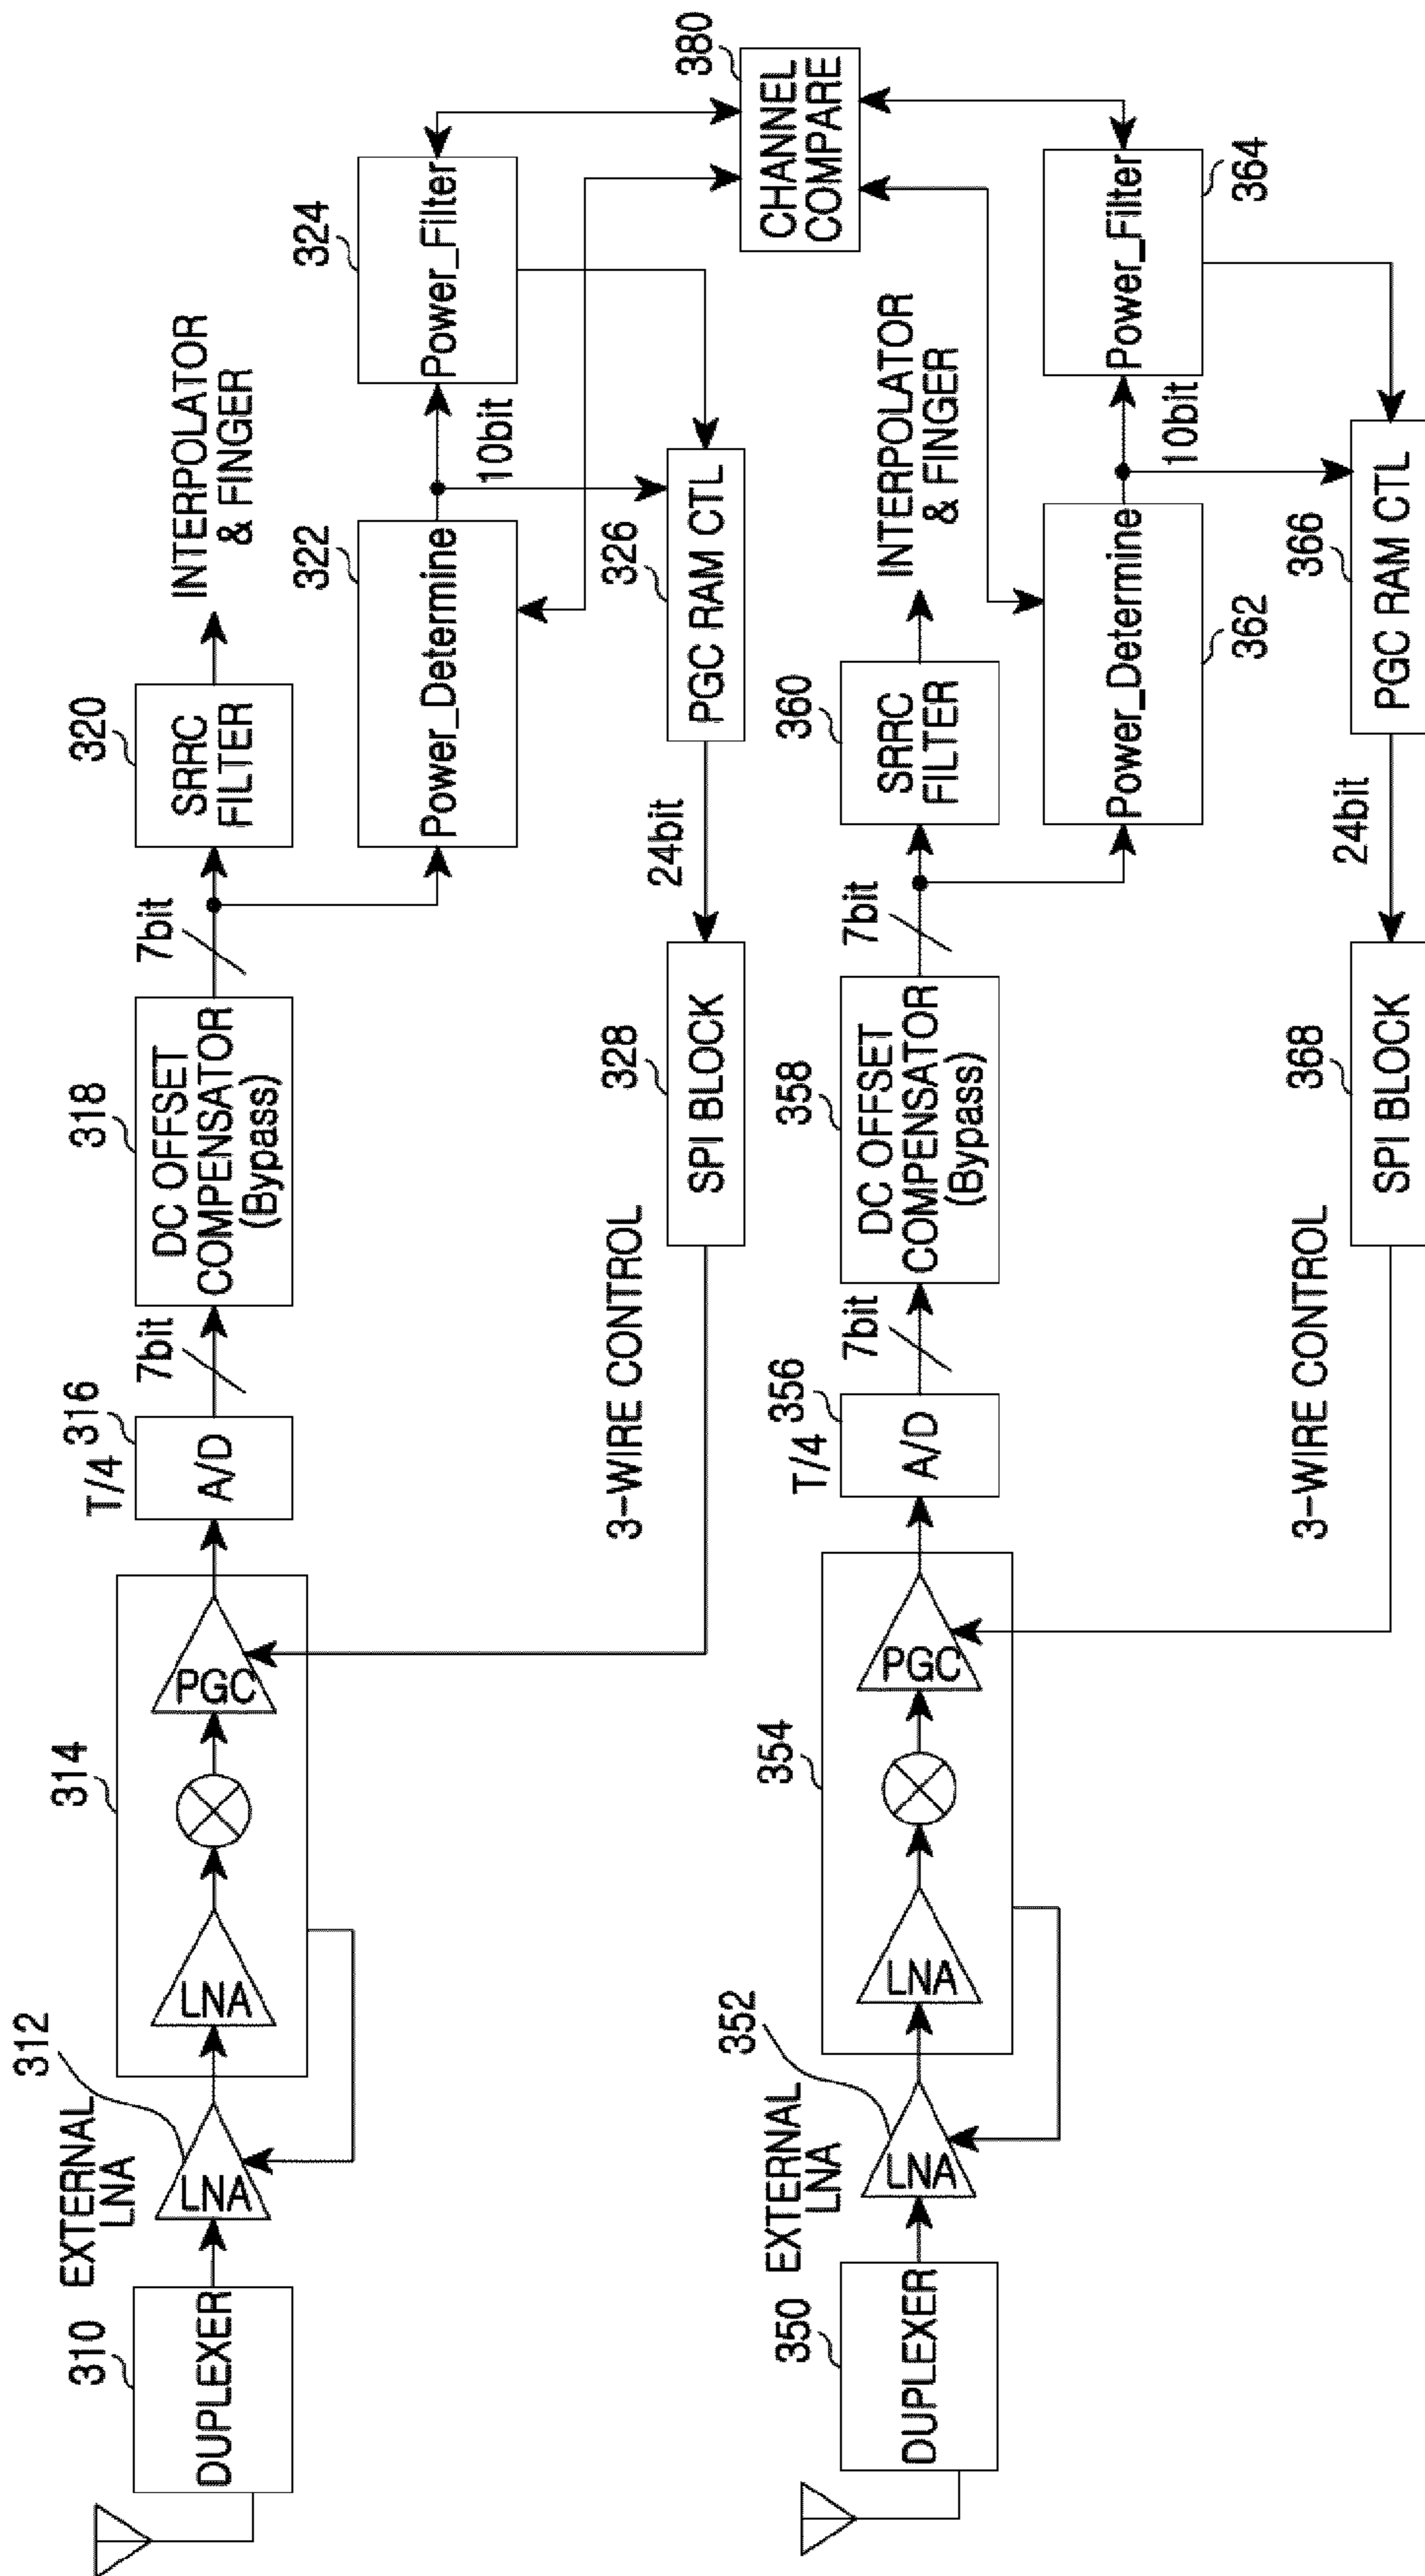 310
DUPLEXER
EXTERNAL
LNA
312
LNA
314
LNA
PGC
T/4
316
A/D
7bit
318
DC OFFSET
COMPENSATOR
(Bypass)
7bit
320
SRRC
FILTER
INTERPOLATOR
& FINGER
322
Power_Determine
10bit
324
Power_Filter
326
PGC RAM CTL
24bit
328
SPI BLOCK
3-WIRE CONTROL
380
CHANNEL
COMPARE
350
DUPLEXER
EXTERNAL
LNA
352
LNA
354
LNA
PGC
T/4
356
A/D
7bit
358
DC OFFSET
COMPENSATOR
(Bypass)
7bit
360
SRRC
FILTER
INTERPOLATOR
& FINGER
Power_Determine
362
10bit
Power_Filter
364
366
PGC RAM CTL
24bit
368
SPI BLOCK
3-WIRE CONTROL